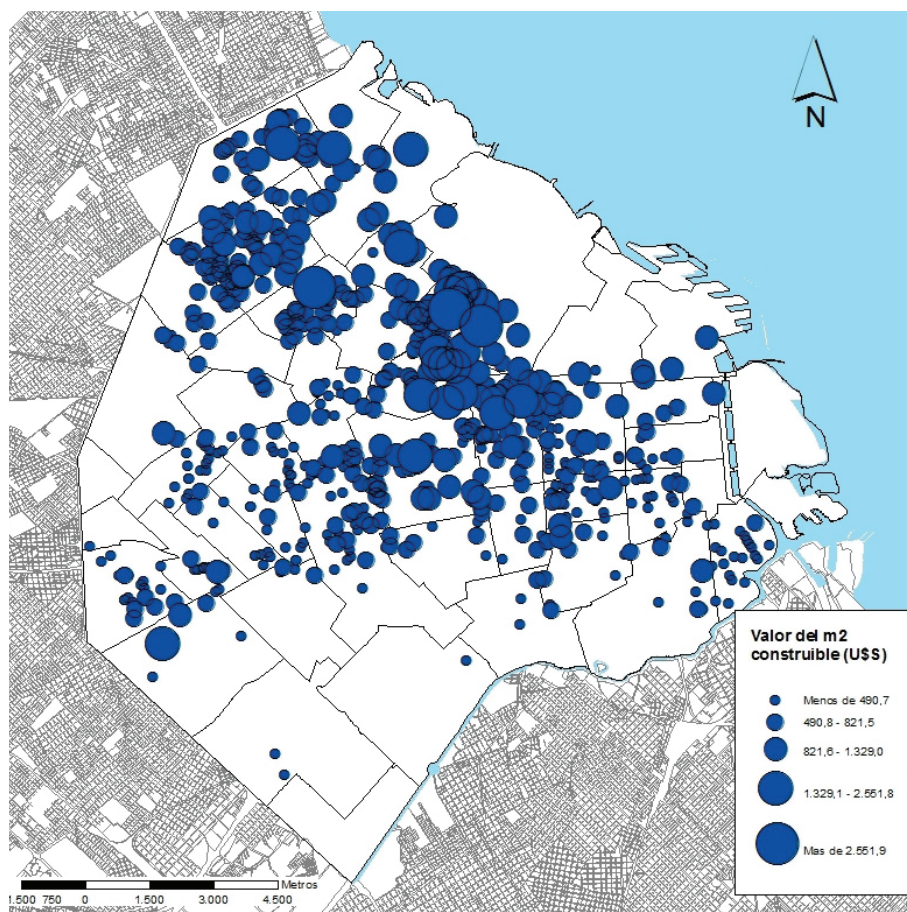 N
Valor del m2
construible (U$S)
Menos de 490,7
490,8 - 821,5
821,6 - 1.329,0
1.329,1 - 2.551,8
Mas de 2.551,9
Metros
1.500 750 0 1.500 3.000 4.500